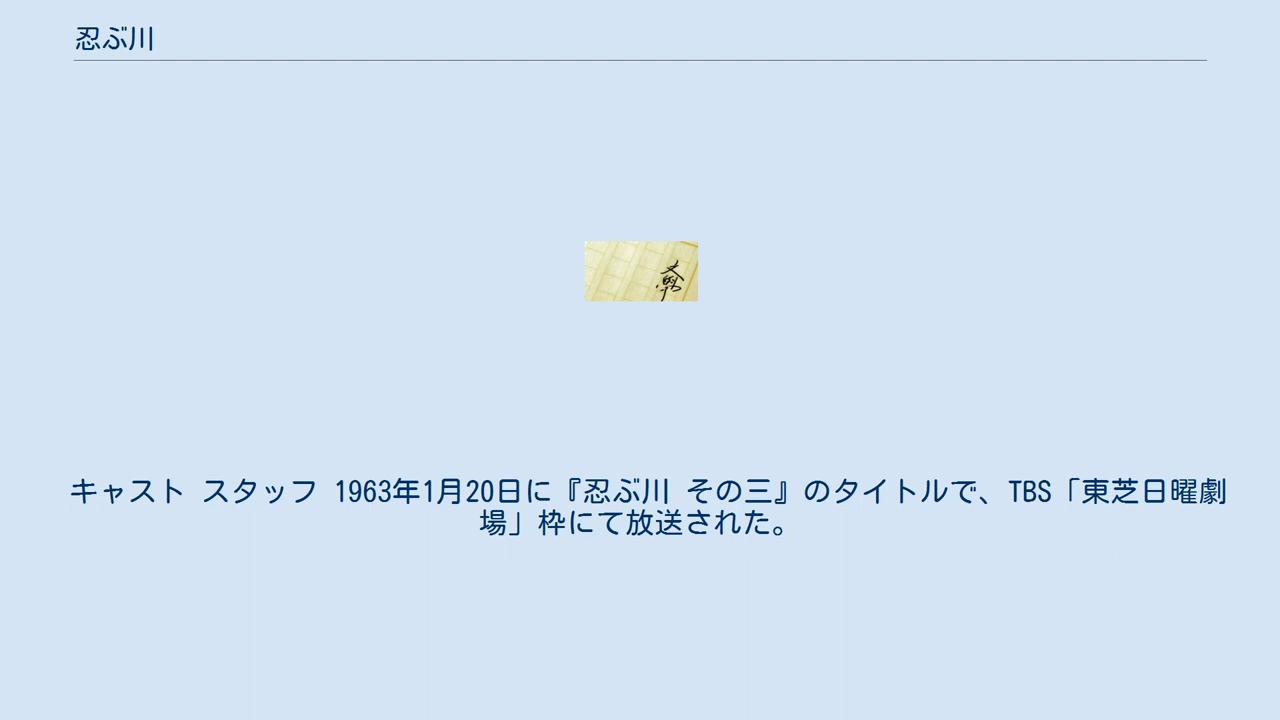 忍ぶ川
キャスト スタッフ 1963年1月20日に『忍ぶ川 その三』のタイトルで、TBS「東芝日曜劇
場」枠にて放送された。